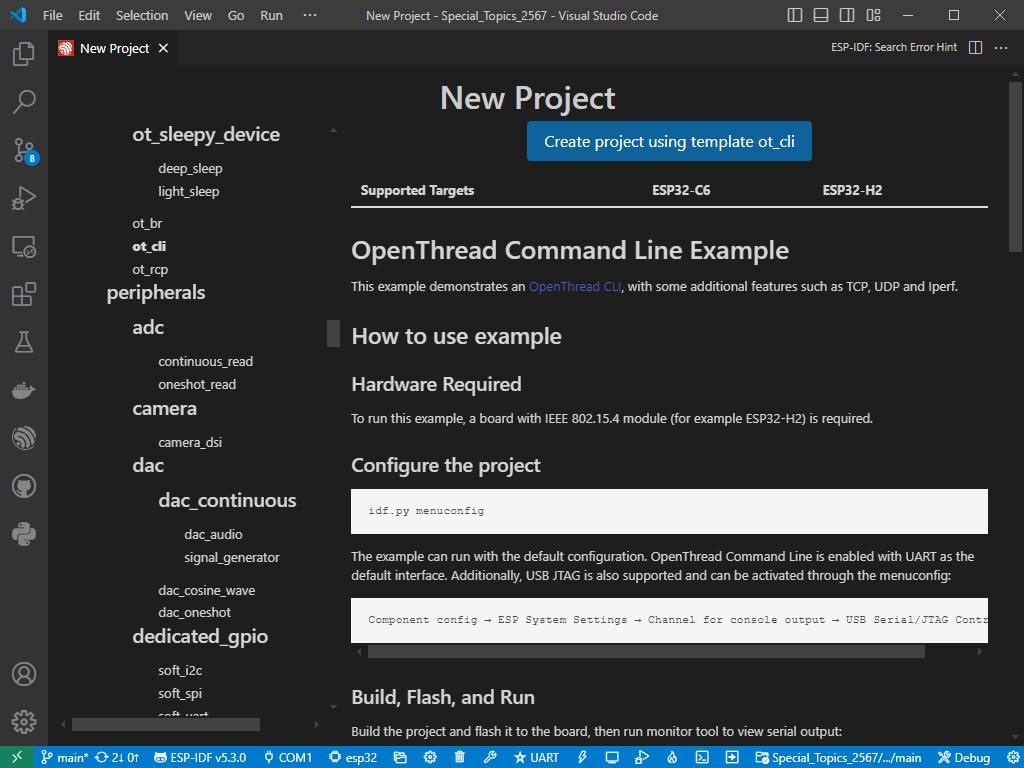 File Edit Selection View Go Run ··· New Project - Special_Topics_2567 - Visual Studio Code
New Project
ESP-IDF: Search Error Hint
8
New Project
ot_sleepy_device
deep_sleep
light_sleep
ot_br
ot_cli
ot_rcp
peripherals
adc
continuous_read
oneshot_read
camera
camera_dsi
dac
dac_continuous
dac_audio
signal_generator
dac_cosine_wave
dac_oneshot
dedicated_gpio
soft_i2c
soft_spi
soft_uart
Create project using template ot_cli
Supported Targets ESP32-C6 ESP32-H2
OpenThread Command Line Example
This example demonstrates an OpenThread CLI, with some additional features such as TCP, UDP and Iperf.
How to use example
Hardware Required
To run this example, a board with IEEE 802.15.4 module (for example ESP32-H2) is required.
Configure the project
idf.py menuconfig
The example can run with the default configuration. OpenThread Command Line is enabled with UART as the
default interface. Additionally, USB JTAG is also supported and can be activated through the menuconfig:
Component config → ESP System Settings → Channel for console output → USB Serial/JTAG Contr
Build, Flash, and Run
Build the project and flash it to the board, then run monitor tool to view serial output:
main* 2↓ 0↑ ESP-IDF v5.3.0 COM1 esp32 UART Special_Topics_2567/.../main Debug